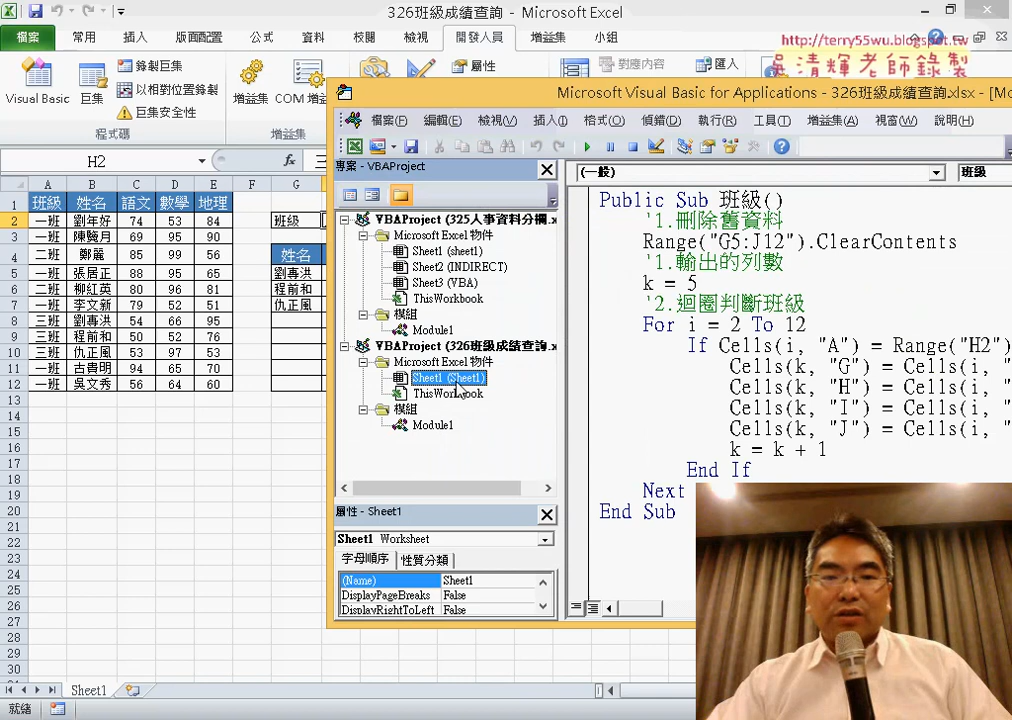 326班級成績查詢 - Microsoft Excel
檔案 常用 插入 版面配置 公式 資料 校閱 檢視 開發人員 增益集 小組
http://terry55wu.blogspot.tw
吳清輝老師錄製
Visual Basic 巨集 錄製巨集 以相對位置錄製 巨集安全性 增益集 COM 增益 屬性 對應內容 匯入
程式碼 增益集
H2 fx
Microsoft Visual Basic for Applications - 326班級成績查詢.xlsx - [Mo
檔案(F) 編輯(E) 檢視(V) 插入(I) 格式(O) 偵錯(D) 執行(R) 工具(T) 增益集(A) 視窗(W) 說明(H)
專案 - VBAProject
VBAProject (325人事資料分欄.x
Microsoft Excel 物件
Sheet1 (sheet1)
Sheet2 (INDIRECT)
Sheet3 (VBA)
ThisWorkbook
模組
Module1
VBAProject (326班級成績查詢.x
Microsoft Excel 物件
Sheet1 (Sheet1)
ThisWorkbook
模組
Module1
屬性 - Sheet1
Sheet1 Worksheet
字母順序 性質分類
(Name) Sheet1
DisplayPageBreaks False
DisplayRightToLeft False
(一般) 班級
Public Sub 班級()
'1.刪除舊資料
Range("G5:J12").ClearContents
'1.輸出的列數
k = 5
'2.迴圈判斷班級
For i = 2 To 12
If Cells(i, "A") = Range("H2")
Cells(k, "G") = Cells(i, "
Cells(k, "H") = Cells(i, "
Cells(k, "I") = Cells(i, "
Cells(k, "J") = Cells(i, "
k = k + 1
End If
Next
End Sub
A B C D E F G
1 班級 姓名 語文 數學 地理
2 一班 劉年好 74 53 84 班級
3 一班 陳豔月 69 95 90
4 二班 鄭麗 85 99 56 姓名
5 一班 張居正 88 95 65 劉專洪
6 二班 柳紅英 80 96 81 程前和
7 一班 李文新 79 52 51 仇正風
8 三班 劉專洪 54 66 95
9 三班 程前和 50 52 76
10 三班 仇正風 53 97 53
11 一班 古貴明 94 65 70
12 一班 吳文秀 56 64 60
13
14
15
16
17
18
19
20
21
22
23
24
25
26
27
28
29
30
Sheet1
就緒